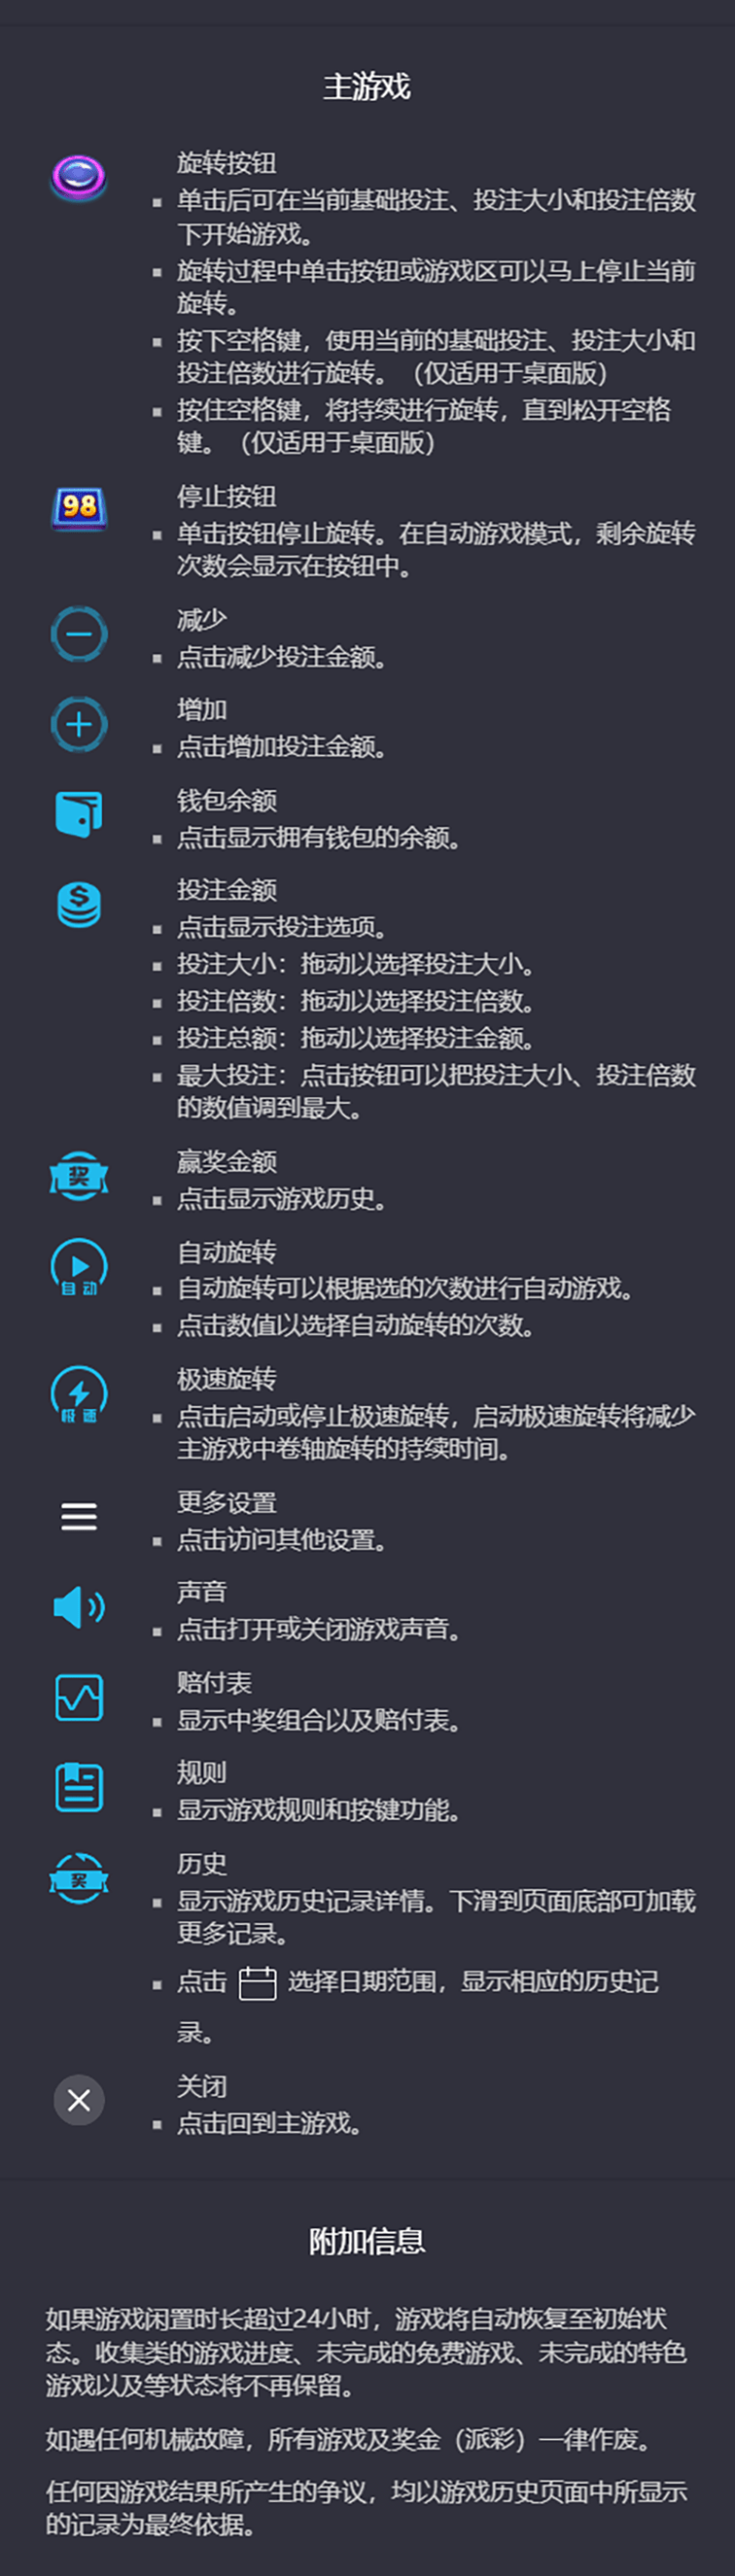 主游戏
旋转按钮
单击后可在当前基础投注、投注大小和投注倍数
下开始游戏。
旋转过程中单击按钮或游戏区可以马上停止当前
旋转。
按下空格键，使用当前的基础投注、投注大小和
投注倍数进行旋转。（仅适用于桌面版）
按住空格键，将持续进行旋转，直到松开空格
键。（仅适用于桌面版）
98
停止按钮
单击按钮停止旋转。在自动游戏模式，剩余旋转
次数会显示在按钮中。
减少
点击减少投注金额。
增加
点击增加投注金额。
钱包余额
点击显示拥有钱包的余额。
$
投注金额
点击显示投注选项。
投注大小：拖动以选择投注大小。
投注倍数：拖动以选择投注倍数。
投注总额：拖动以选择投注金额。
最大投注：点击按钮可以把投注大小、投注倍数
的数值调到最大。
奖
赢奖金额
点击显示游戏历史。
自动
自动旋转
自动旋转可以根据选的次数进行自动游戏。
点击数值以选择自动旋转的次数。
极速
极速旋转
点击启动或停止极速旋转，启动极速旋转将减少
主游戏中卷轴旋转的持续时间。
更多设置
点击访问其他设置。
声音
点击打开或关闭游戏声音。
赔付表
显示中奖组合以及赔付表。
规则
显示游戏规则和按键功能。
奖
历史
显示游戏历史记录详情。下滑到页面底部可加载
更多记录。
点击 选择日期范围，显示相应的历史记
录。
关闭
点击回到主游戏。
附加信息
如果游戏闲置时长超过24小时，游戏将自动恢复至初始状
态。收集类的游戏进度、未完成的免费游戏、未完成的特色
游戏以及等状态将不再保留。
如遇任何机械故障，所有游戏及奖金（派彩）一律作废。
任何因游戏结果所产生的争议，均以游戏历史页面中所显示
的记录为最终依据。